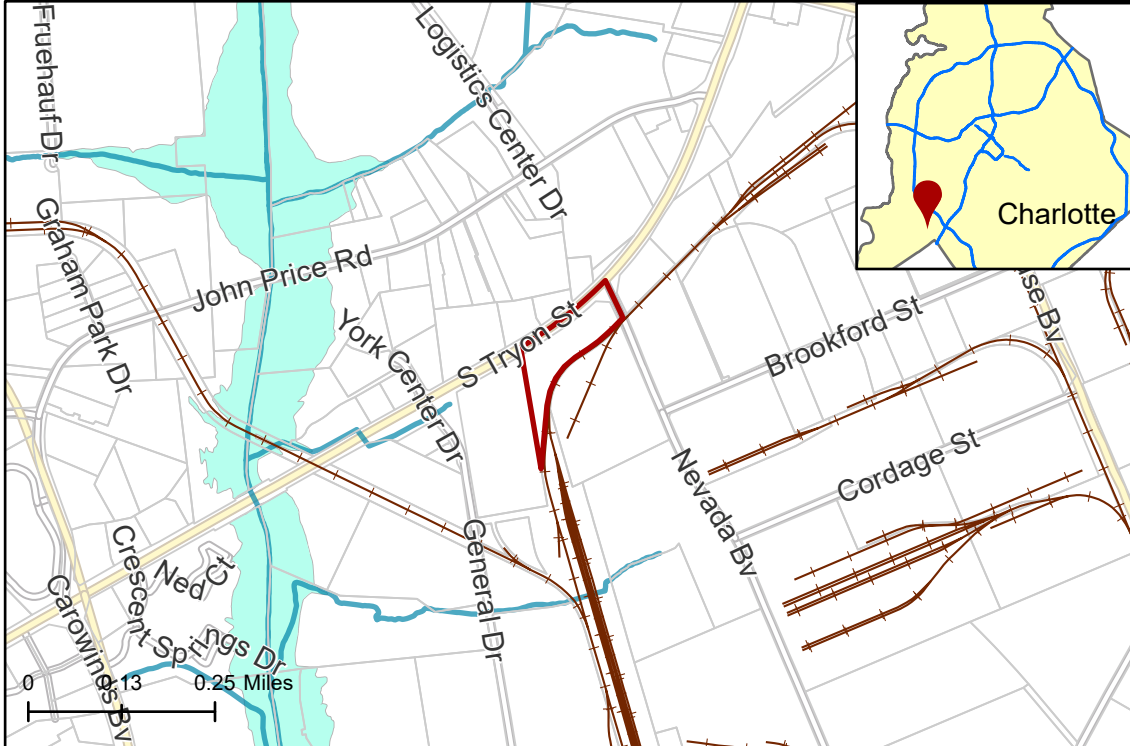 Fruehauf Dr
Logistics Center Dr
Charlotte
Graham Park Dr
John Price Rd
York Center Dr
S Tryon St
Brookford St
Nevada Bv
Cordage St
General Dr
Crescent Springs Dr
Ned Ct
Carowinds Bv
0 0.13 0.25 Miles